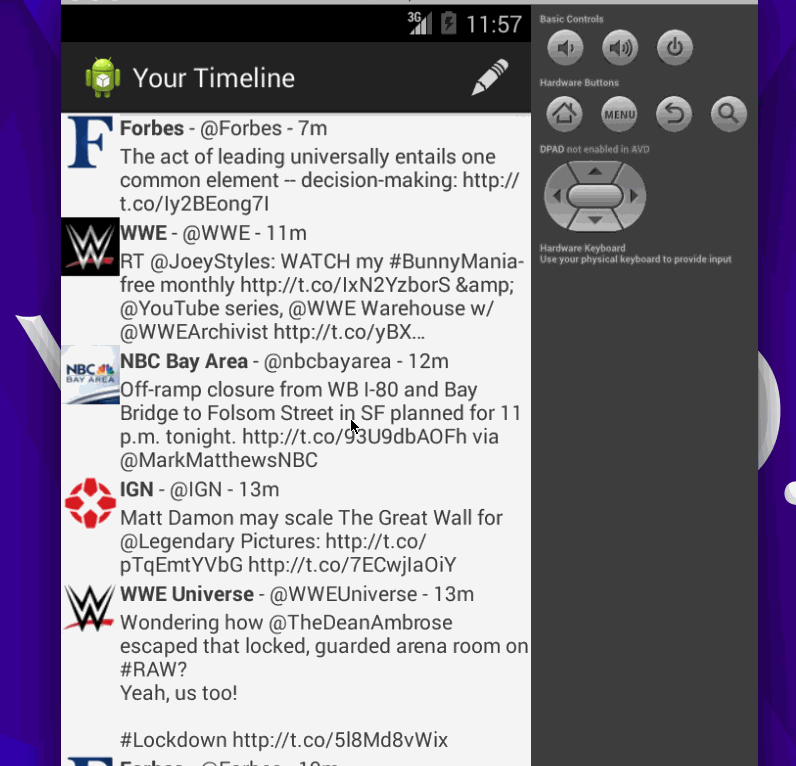 3G 11:57
Your Timeline
Forbes - @Forbes - 7m
The act of leading universally entails one
common element -- decision-making: http://
t.co/Iy2BEong7I
WWE - @WWE - 11m
RT @JoeyStyles: WATCH my #BunnyMania-
free monthly http://t.co/IxN2YzborS &amp;
@YouTube series, @WWE Warehouse w/
@WWEArchivist http://t.co/yBX...
NBC BAY AREA
NBC Bay Area - @nbcbayarea - 12m
Off-ramp closure from WB I-80 and Bay
Bridge to Folsom Street in SF planned for 11
p.m. tonight. http://t.co/93U9dbAOFh via
@MarkMatthewsNBC
IGN - @IGN - 13m
Matt Damon may scale The Great Wall for
@Legendary Pictures: http://t.co/
pTqEmtYVbG http://t.co/7ECwjIaOiY
WWE Universe - @WWEUniverse - 13m
Wondering how @TheDeanAmbrose
escaped that locked, guarded arena room on
#RAW?
Yeah, us too!
#Lockdown http://t.co/5l8Md8vWix
Basic Controls
Hardware Buttons
MENU
DPAD not enabled in AVD
Hardware Keyboard
Use your physical keyboard to provide input